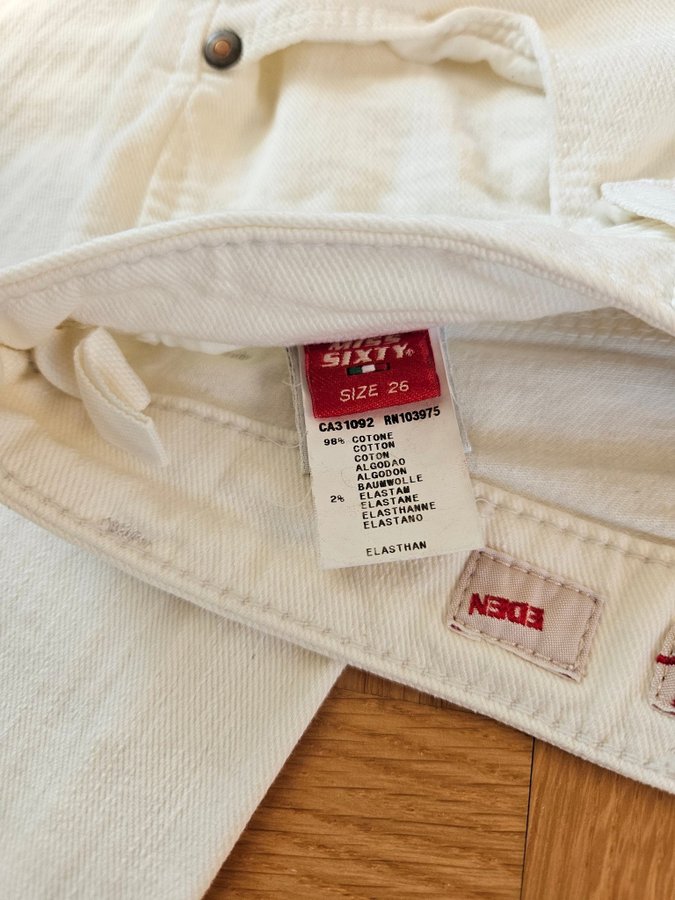 MISS
SIXTY®
SIZE 26
CA31092 RN103975
98% COTONE
COTTON
COTON
ALGODAO
ALGODON
BAUMWOLLE
2% ELASTAM
ELASTANE
ELASTHANNE
ELASTANO
ELASTHAN
EDEN